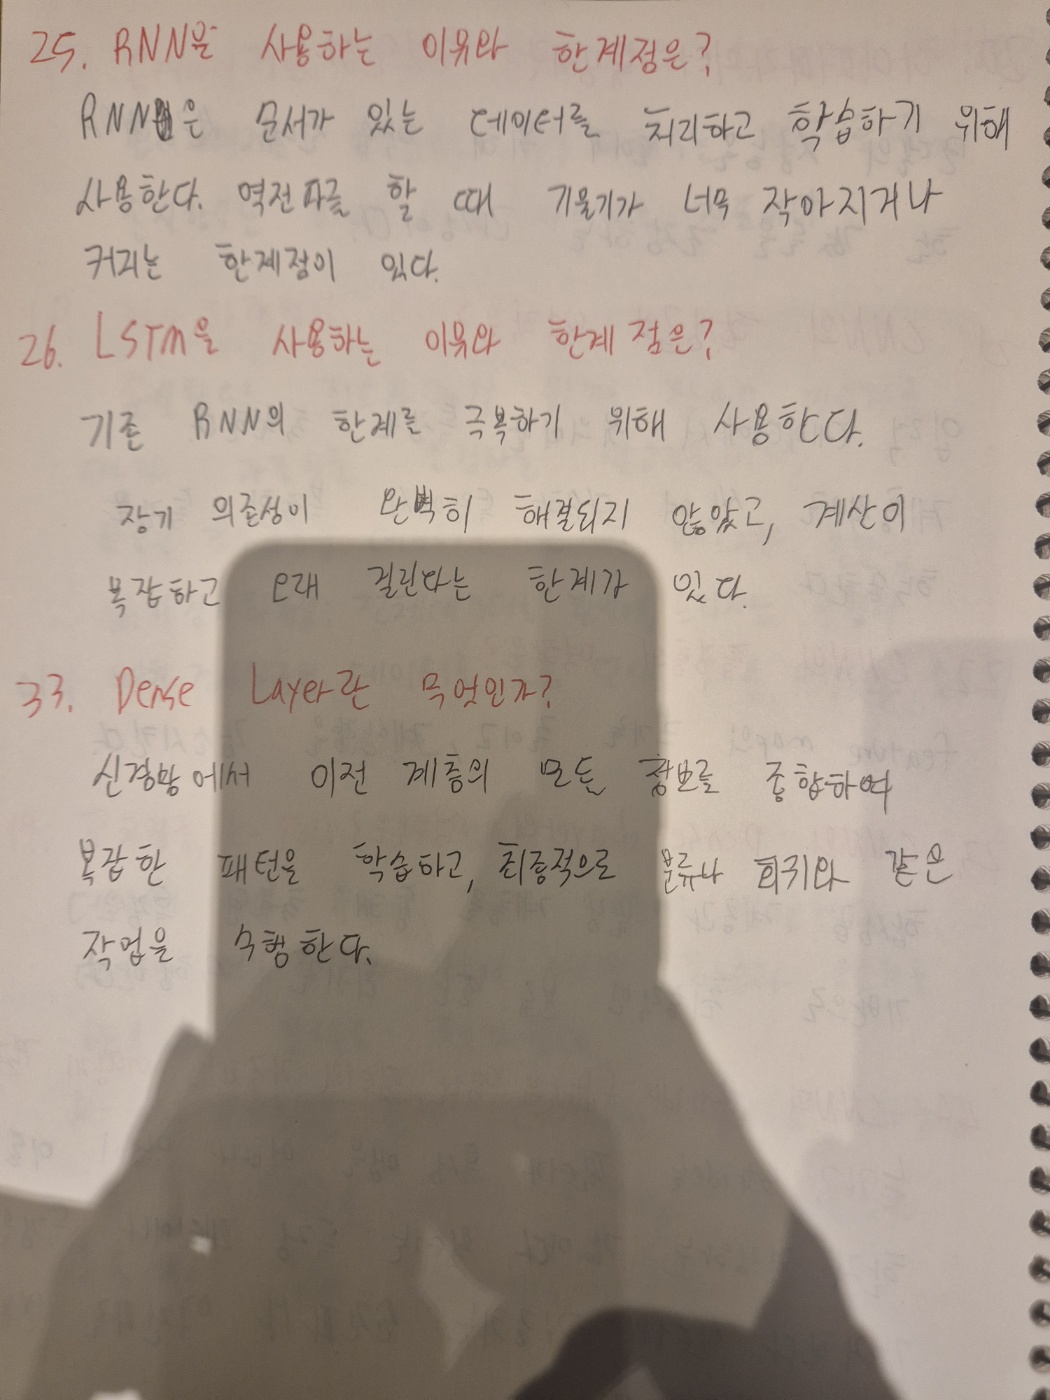 25. RNN을 사용하는 이유와 한계점은?
RNN은 문서가 있는 데이터를 처리하고 학습하기 위해
사용한다. 역전파를 할 때 기울기가 너무 작아지거나
커지는 한계점이 있다.
26. LSTM을 사용하는 이유와 한계점은?
기존 RNN의 한계를 극복하기 위해 사용한다.
장기 의존성이 완벽히 해결되지 않았고, 계산이
복잡하고 오래 걸린다는 한계가 있다.
33. Dense Layer란 무엇인가?
신경망에서 이전 계층의 모든 정보를 종합하여
복잡한 패턴을 학습하고, 최종적으로 분류나 회귀와 같은
작업을 수행한다.